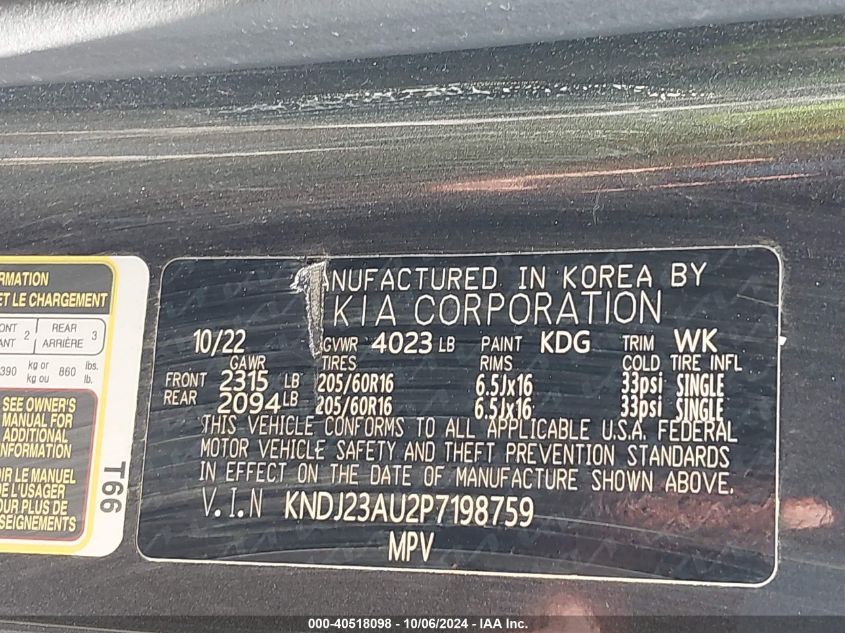 ET LE CHARGEMENT
2 REAR 3
ARRIÈRE
390 kg or 860 lbs.
kg ou lb.
SEE OWNER'S
MANUAL FOR
ADDITIONAL
INFORMATION
LE MANUEL
DE L'USAGER
POUR PLUS DE
T66
MANUFACTURED IN KOREA BY
KIA CORPORATION
10/22 GVWR 4023 LB PAINT KDG TRIM WK
GAWR TIRES RIMS COLD TIRE INFL
FRONT 2315 LB 205/60R16 6.5Jx16 33psi SINGLE
REAR 2094 LB 205/60R16 6.5Jx16 33psi SINGLE
THIS VEHICLE CONFORMS TO ALL APPLICABLE U.S.A. FEDERAL
MOTOR VEHICLE SAFETY AND THEFT PREVENTION STANDARDS
IN EFFECT ON THE DATE OF MANUFACTURE SHOWN ABOVE.
V.I.N KNDJ23AU2P7198759
MPV
000-40518098 - 10/06/2024 - IAA Inc.